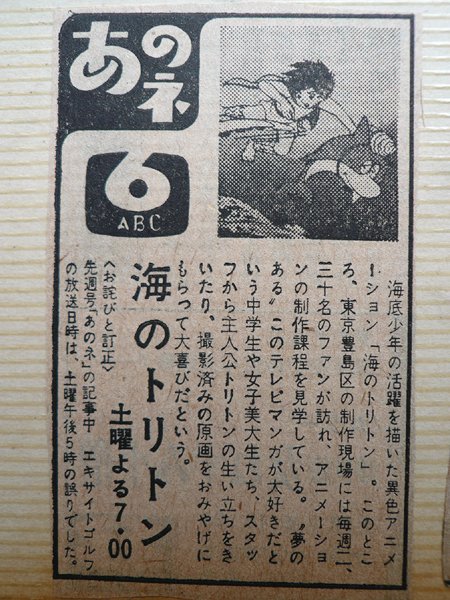 あのネ
6
ABC
海底少年の活躍を描いた異色アニメ
ーション「海のトリトン」。このとこ
ろ、東京豊島区の制作現場には毎週二、
三十名のファンが訪れ、アニメーショ
ンの制作課程を見学している。〝夢の
ある〟このテレビマンガが大好きだと
いう中学生や女子美大生たち、スタッ
フから主人公トリトンの生い立ちをき
いたり、撮影済みの原画をおみやげに
もらって大喜びだという。
海のトリトン
土曜よる7・00
〈お詫びと訂正〉
先週号「あのネ」の記事中 エキサイトゴルフ
の放送日時は、土曜午後5時の誤りでした。